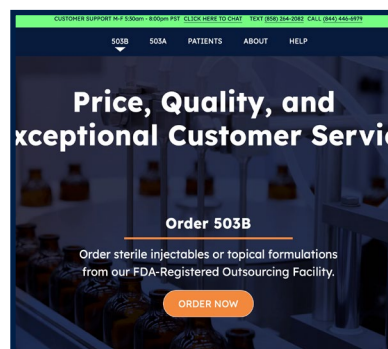 CUSTOMER SUPPORT M-F 5:30am - 8:00pm PST CLICK HERE TO CHAT TEXT (858) 264-2082 CALL (844) 446-6979
503B 503A PATIENTS ABOUT HELP
Price, Quality, and
xceptional Customer Servi
Order 503B
Order sterile injectables or topical formulations
from our FDA-Registered Outsourcing Facility.
ORDER NOW